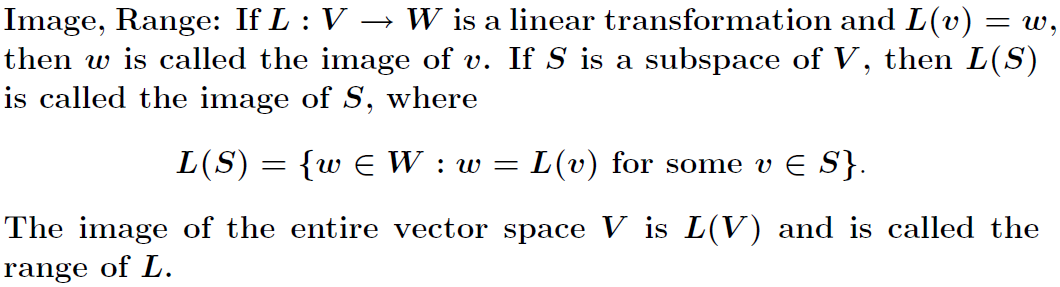 Image, Range: If L : V → W is a linear transformation and L(v) = w,
then w is called the image of v. If S is a subspace of V, then L(S)
is called the image of S, where
L(S) = {w ∈ W : w = L(v) for some v ∈ S}.
The image of the entire vector space V is L(V) and is called the
range of L.